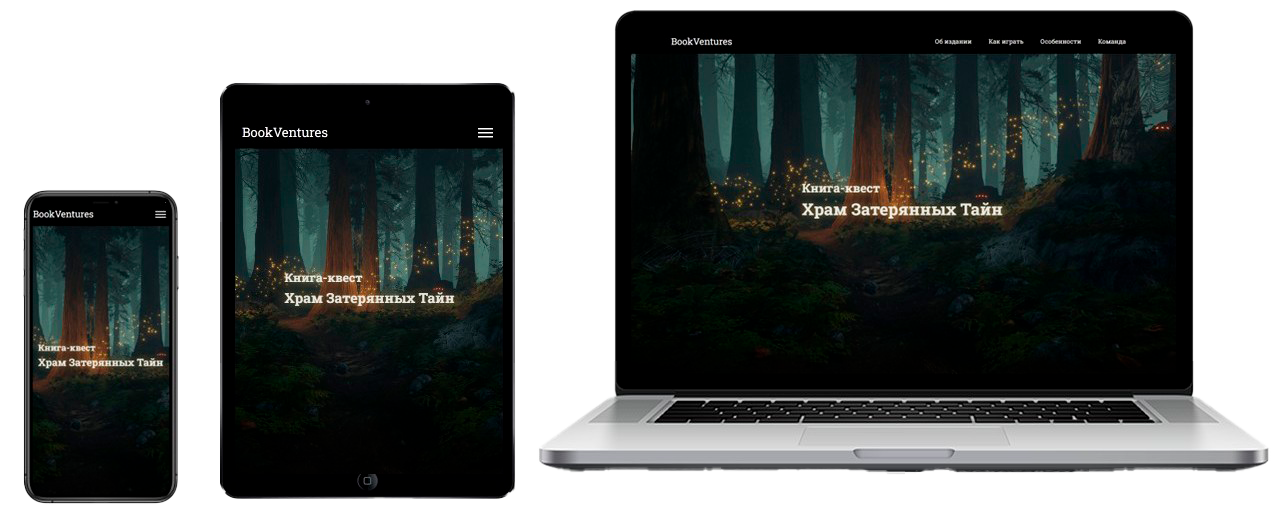 BookVentures
Книга-квест
Храм Затерянных Тайн
BookVentures
Книга-квест
Храм Затерянных Тайн
BookVentures Об издании Как играть Особенности Команда
Книга-квест
Храм Затерянных Тайн